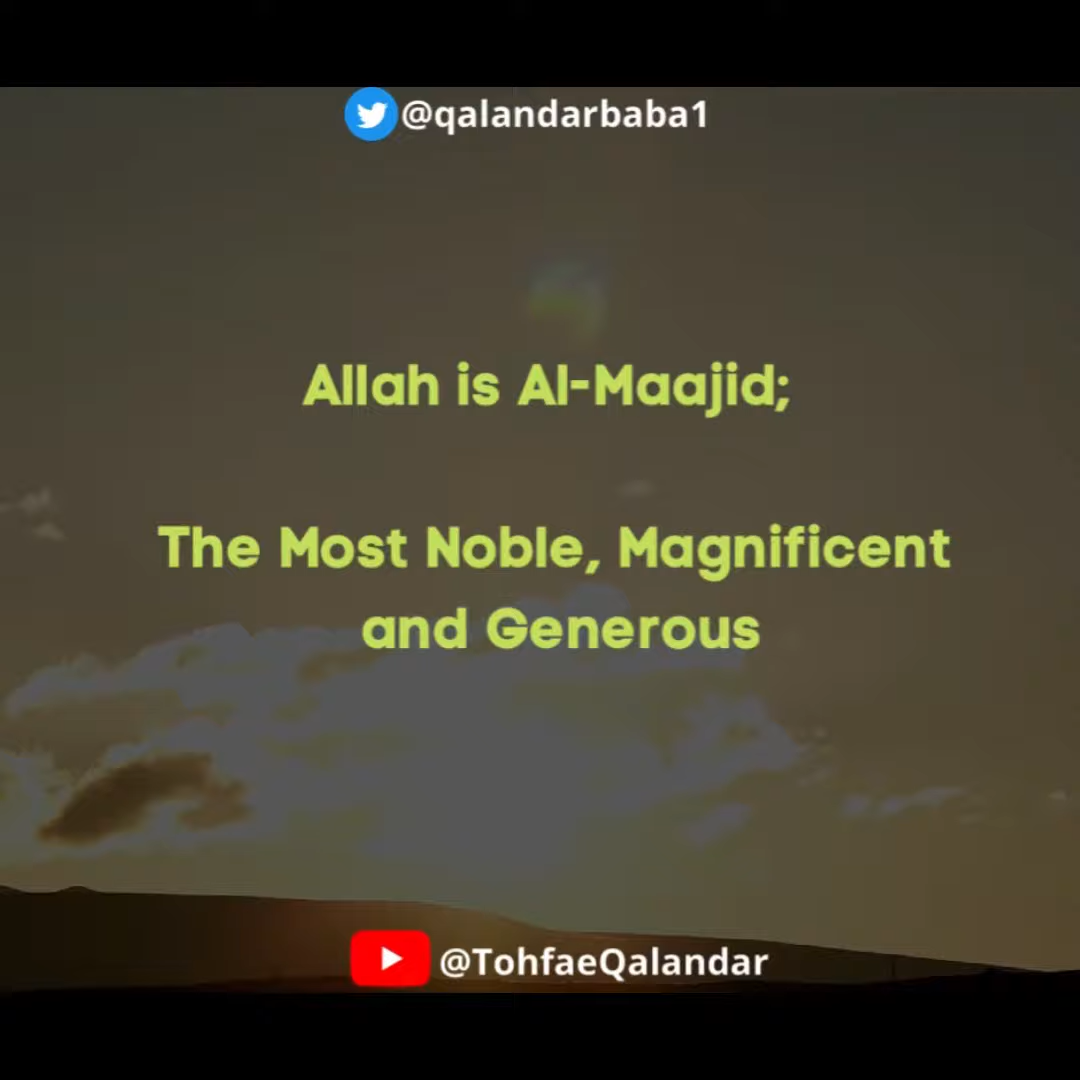 @qalandarbaba1
Allah is Al-Maajid;
The Most Noble, Magnificent
and Generous
@TohfaeQalandar